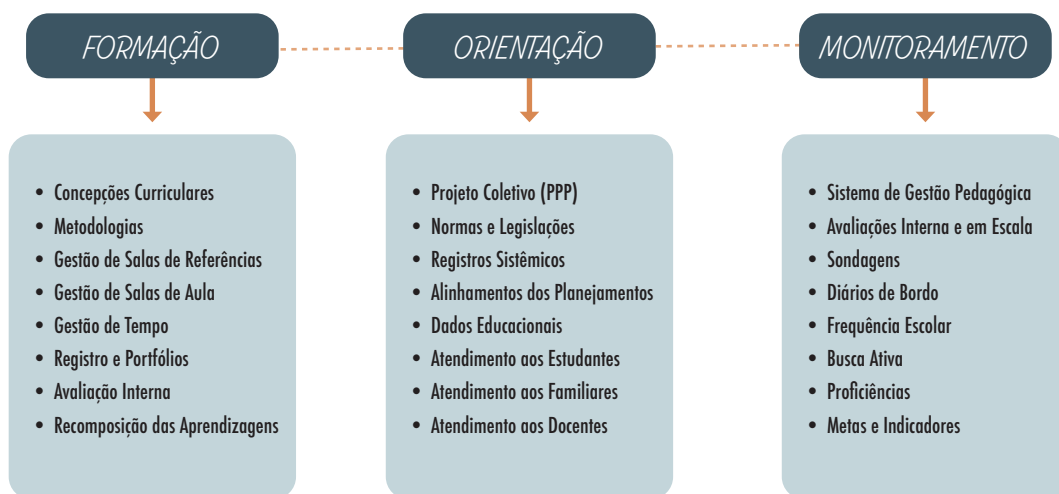 FORMAÇÃO
• Concepções Curriculares
• Metodologias
• Gestão de Salas de Referências
• Gestão de Salas de Aula
• Gestão de Tempo
• Registro e Portfólios
• Avaliação Interna
• Recomposição das Aprendizagens
ORIENTAÇÃO
• Projeto Coletivo (PPP)
• Normas e Legislações
• Registros Sistêmicos
• Alinhamentos dos Planejamentos
• Dados Educacionais
• Atendimento aos Estudantes
• Atendimento aos Familiares
• Atendimento aos Docentes
MONITORAMENTO
• Sistema de Gestão Pedagógica
• Avaliações Interna e em Escala
• Sondagens
• Diários de Bordo
• Frequência Escolar
• Busca Ativa
• Proficiências
• Metas e Indicadores